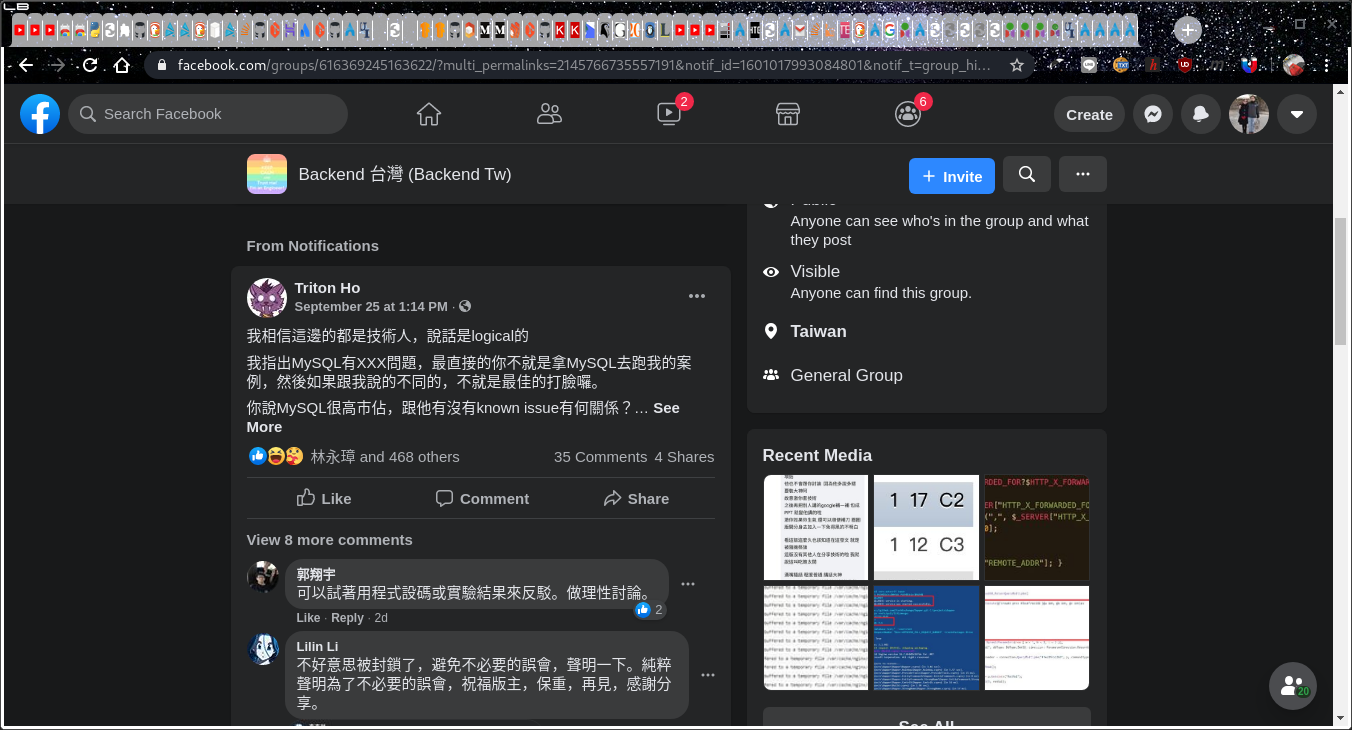 facebook.com/groups/616369245163622/?multi_permalinks=2145766735557191&notif_id=1601017993084801&notif_t=group_hi…
Search Facebook
2
6
Create
Backend 台灣 (Backend Tw)
Invite
From Notifications
Triton Ho
September 25 at 1:14 PM ·
我相信這邊的都是技術人，說話是logical的
我指出MySQL有XXX問題，最直接的你不就是拿MySQL去跑我的案
例，然後如果跟我說的不同的，不就是最佳的打臉囉。
你說MySQL很高市佔，跟他有沒有known issue有何關係？… See
More
林永瑋 and 468 others
35 Comments 4 Shares
Like
Comment
Share
View 8 more comments
郭翔宇
可以試著用程式設碼或實驗結果來反駁。做理性討論。
2
Like · Reply · 2d
Lilin Li
不好意思被封鎖了，避免不必要的誤會，聲明一下。純粹
聲明為了不必要的誤會，祝福版主，保重，再見，感謝分
享。
Public
Anyone can see who's in the group and what
they post
Visible
Anyone can find this group.
Taiwan
General Group
Recent Media
1 17 C2
1 12 C3
RDED_FOR?$HTTP_X_FORWAR
ER["HTTP_X_FORWARDED_FO
(",", $_SERVER["HTTP_X_
0];
"REMOTE_ADDR"]; }
See All
20